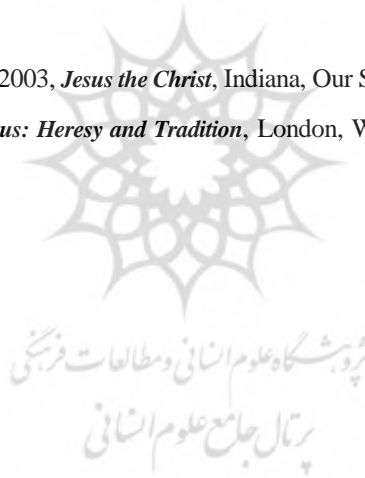 2003, Jesus the Christ, Indiana, Our S
us: Heresy and Tradition, London, W
پژوهشگاه علوم انسانی و مطالعات فرهنگی
پرتال جامع علوم انسانی